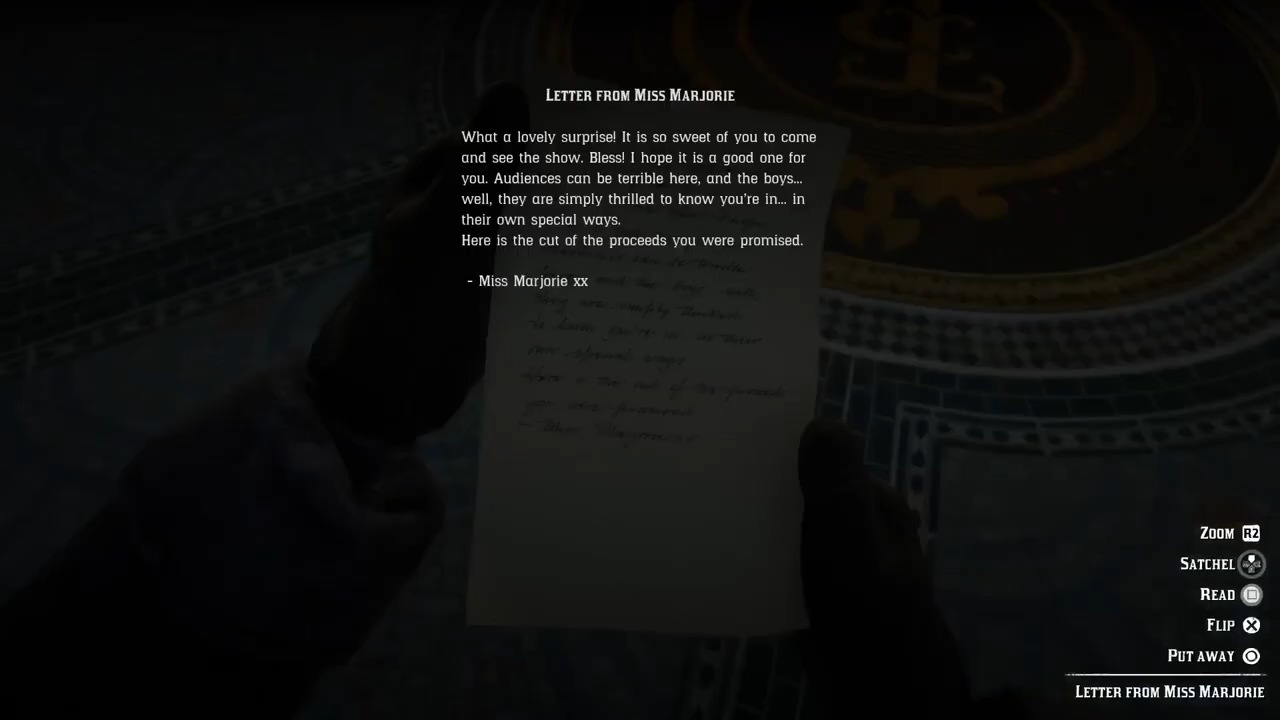 Letter from Miss Marjorie
What a lovely surprise! It is so sweet of you to come
and see the show. Bless! I hope it is a good one for
you. Audiences can be terrible here, and the boys...
well, they are simply thrilled to know you're in... in
their own special ways.
Here is the cut of the proceeds you were promised.
- Miss Marjorie xx
Zoom R2
Satchel
Read
Flip
Put away
Letter from Miss Marjorie